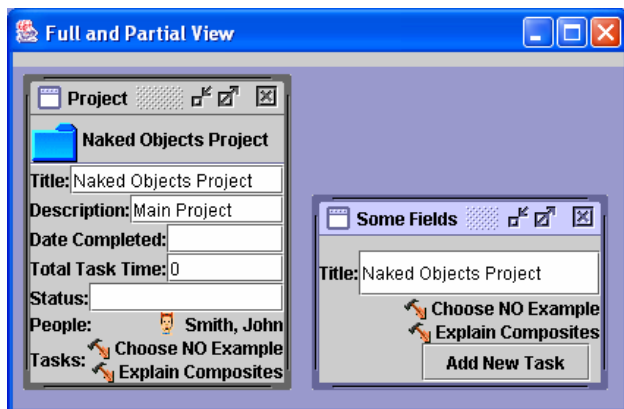 Full and Partial View
Project
Naked Objects Project
Title: Naked Objects Project
Description: Main Project
Date Completed:
Total Task Time: 0
Status:
People: Smith, John
Tasks: Choose NO Example
Explain Composites
Some Fields
Title: Naked Objects Project
Choose NO Example
Explain Composites
Add New Task